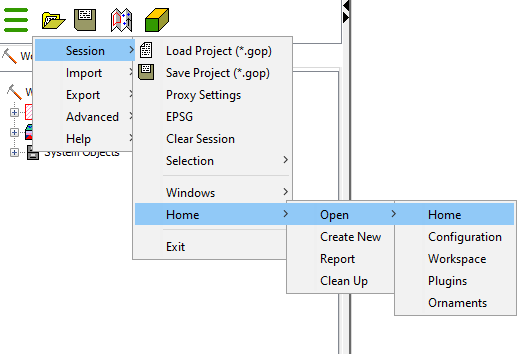 Session
Import
Export
Advanced
Help
System Objects
Load Project (*.gop)
Save Project (*.gop)
Proxy Settings
EPSG
Clear Session
Selection
Windows
Home
Exit
Open
Create New
Report
Clean Up
Home
Configuration
Workspace
Plugins
Ornaments